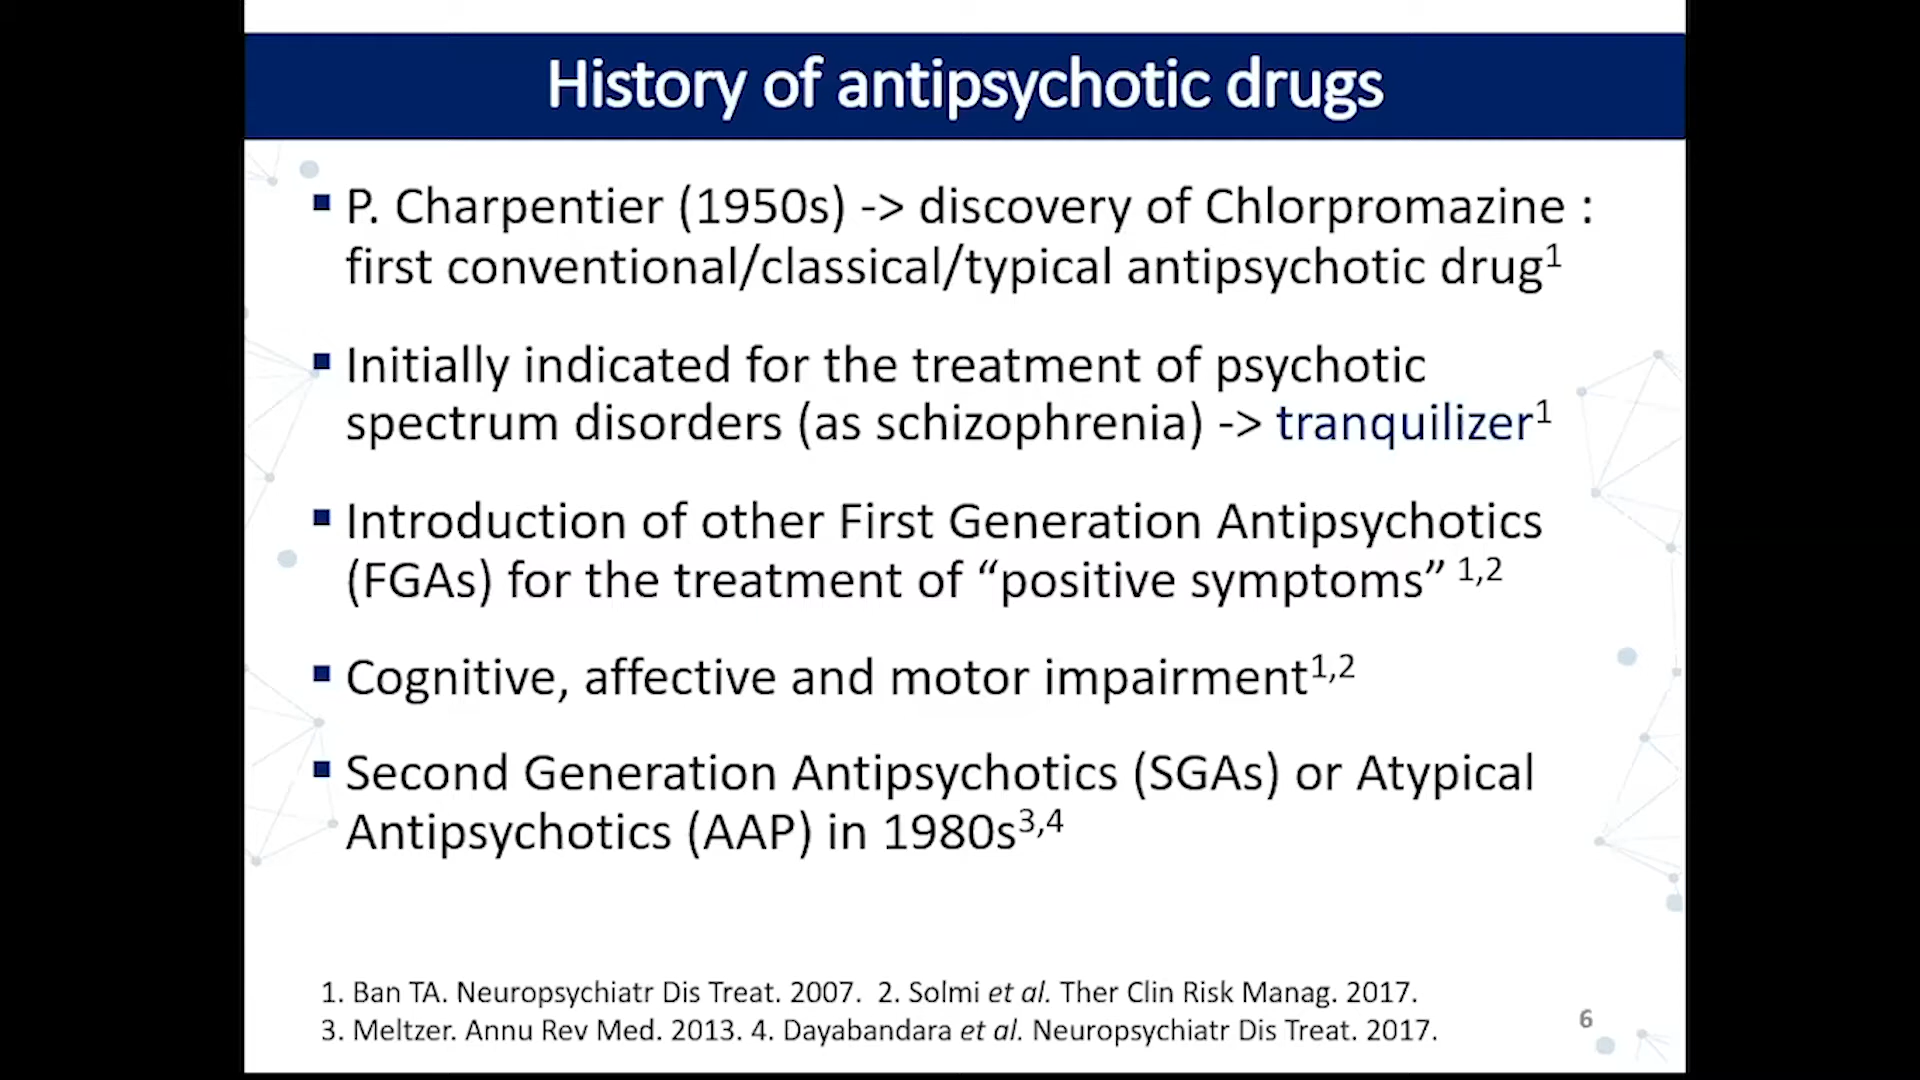 History of antipsychotic drugs
▪ P. Charpentier (1950s) -> discovery of Chlorpromazine :
first conventional/classical/typical antipsychotic drug¹
▪ Initially indicated for the treatment of psychotic
spectrum disorders (as schizophrenia) -> tranquilizer¹
▪ Introduction of other First Generation Antipsychotics
(FGAs) for the treatment of “positive symptoms” ¹,²
▪ Cognitive, affective and motor impairment¹,²
▪ Second Generation Antipsychotics (SGAs) or Atypical
Antipsychotics (AAP) in 1980s³,⁴
1. Ban TA. Neuropsychiatr Dis Treat. 2007. 2. Solmi et al. Ther Clin Risk Manag. 2017.
3. Meltzer. Annu Rev Med. 2013. 4. Dayabandara et al. Neuropsychiatr Dis Treat. 2017.
6